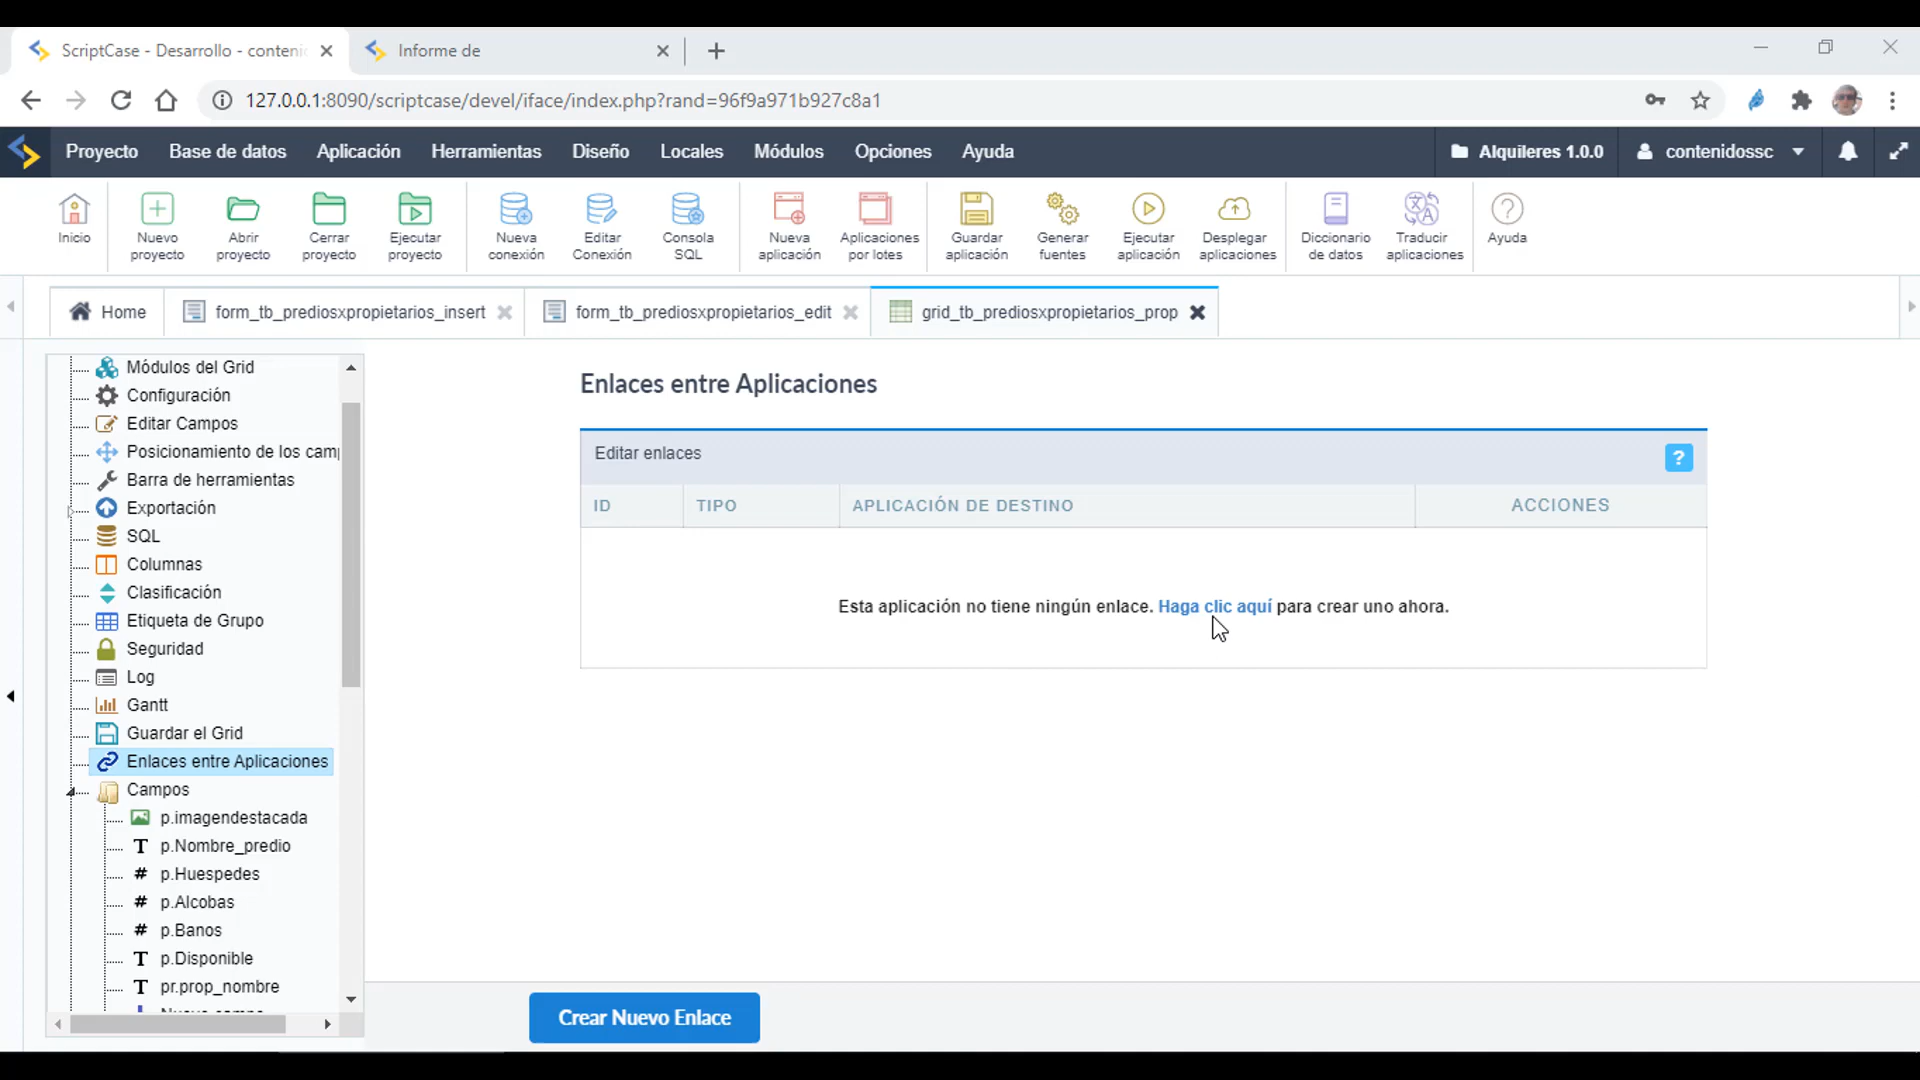 ScriptCase - Desarrollo - conteni
Informe de
127.0.0.1:8090/scriptcase/devel/iface/index.php?rand=96f9a971b927c8a1
Proyecto Base de datos Aplicación Herramientas Diseño Locales Módulos Opciones Ayuda Alquileres 1.0.0 contenidossc
Inicio
Nuevo proyecto
Abrir proyecto
Cerrar proyecto
Ejecutar proyecto
Nueva conexión
Editar Conexión
Consola SQL
Nueva aplicación
Aplicaciones por lotes
Guardar aplicación
Generar fuentes
Ejecutar aplicación
Desplegar aplicaciones
Diccionario de datos
Traducir aplicaciones
Ayuda
Home
form_tb_prediosxpropietarios_insert
form_tb_prediosxpropietarios_edit
grid_tb_prediosxpropietarios_prop
Módulos del Grid
Configuración
Editar Campos
Posicionamiento de los cam
Barra de herramientas
Exportación
SQL
Columnas
Clasificación
Etiqueta de Grupo
Seguridad
Log
Gantt
Guardar el Grid
Enlaces entre Aplicaciones
Campos
p.imagendestacada
p.Nombre_predio
p.Huespedes
p.Alcobas
p.Banos
p.Disponible
pr.prop_nombre
Enlaces entre Aplicaciones
Editar enlaces
?
ID TIPO APLICACIÓN DE DESTINO ACCIONES
Esta aplicación no tiene ningún enlace. Haga clic aquí para crear uno ahora.
Crear Nuevo Enlace